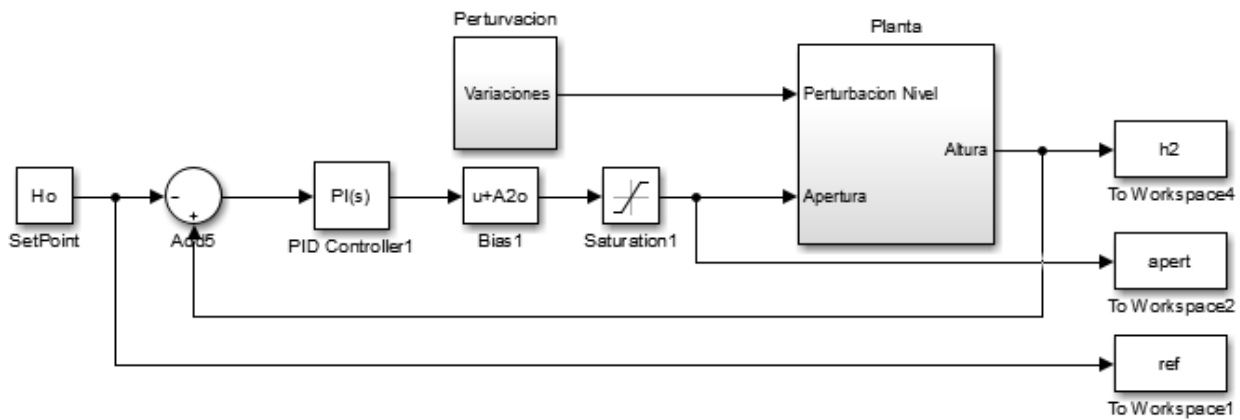 Perturvacion
Planta
Variaciones
Perturbacion Nivel
Altura
Apertura
Ho
SetPoint
-
+
Add5
PI(s)
PID Controller1
u+A2o
Bias1
Saturation1
h2
To Workspace4
apert
To Workspace2
ref
To Workspace1